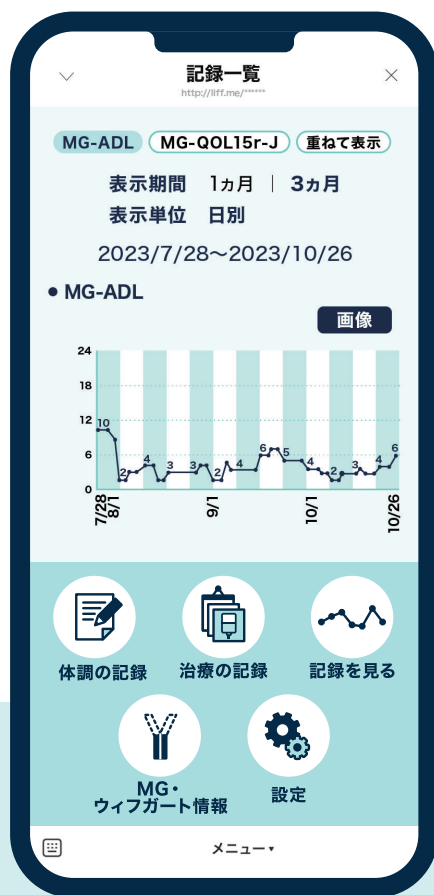 記録一覧
http://liff.me/******
MG-ADL MG-QOL15r-J 重ねて表示
表示期間 1ヵ月 | 3ヵ月
表示単位 日別
2023/7/28～2023/10/26
• MG-ADL
画像
24
18
12
6
0
10 2 4 3 3 2 4 6 5 4 2 3 4 6
7/28 8/1 9/1 10/1 10/26
体調の記録 治療の記録 記録を見る
MG・
ウィフガート情報 設定
メニュー▾